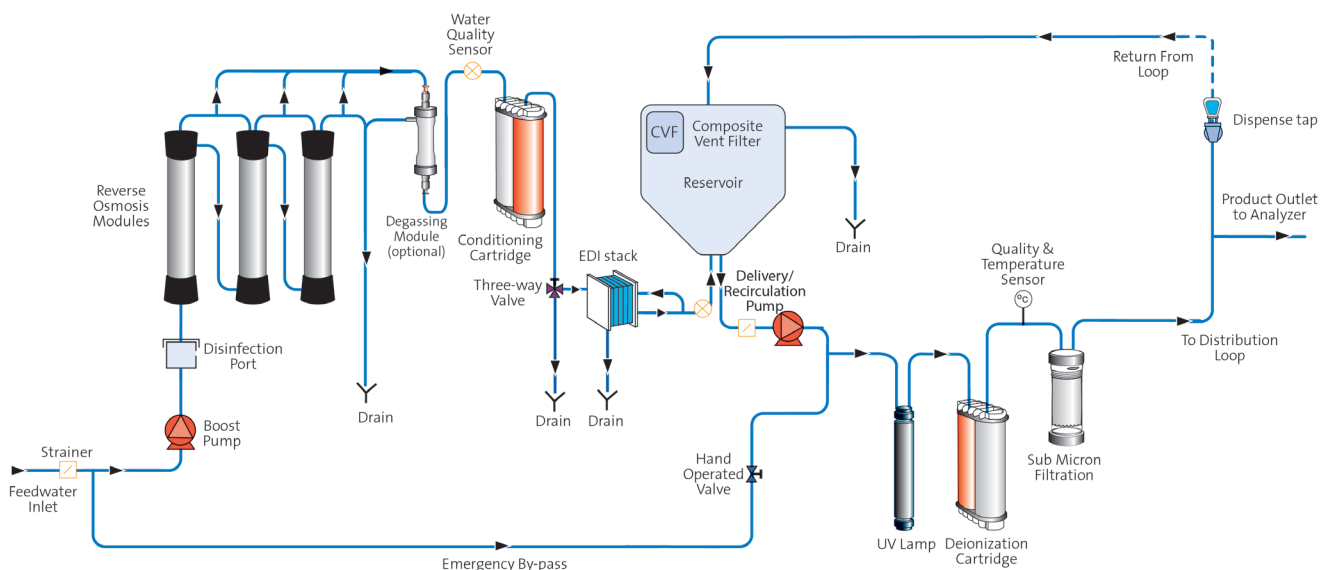 Water
Quality
Sensor
Return From
Loop
CVF
Composite
Vent Filter
Dispense tap
Reservoir
Reverse
Osmosis
Modules
Product Outlet
to Analyzer
Degassing
Module
(optional)
Conditioning
Cartridge
Drain
EDI stack
Quality &
Temperature
Sensor
Delivery/
Recirculation
Pump
Three-way
Valve
°C
To Distribution
Loop
Disinfection
Port
Drain
Drain
Drain
Boost
Pump
Strainer
Feedwater
Inlet
Hand
Operated
Valve
Sub Micron
Filtration
UV Lamp
Deionization
Cartridge
Emergency By-pass